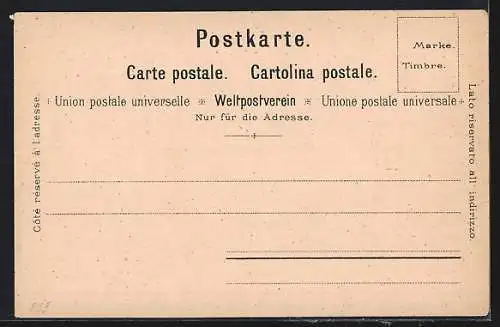 Postkarte.
Marke.
Timbre.
Carte postale. Cartolina postale.
Union postale universelle Weltpostverein Unione postale universale
Nur für die Adresse.
Côté réservé à l'adresse.
Lato riservato all indirizzo.